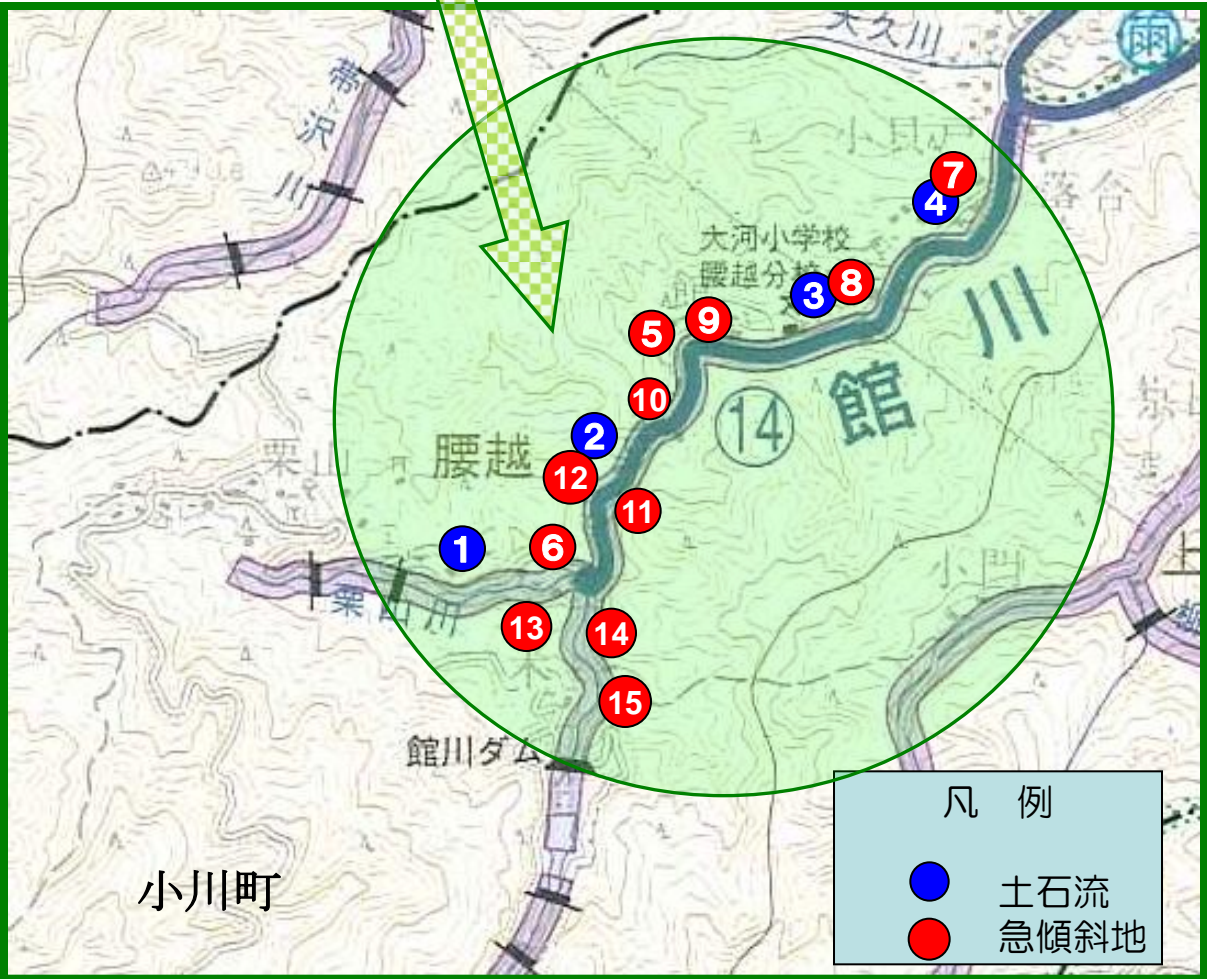 大久川
雨
帯沢川
小貝戸
落合
7
4
大河小学校
腰越分校
3
8
川
5
9
10
館
⑭
2
腰越
栗山
12
11
1
6
栗山川
小凹
13
14
15
館川ダム
小川町
凡 例
土石流
急傾斜地